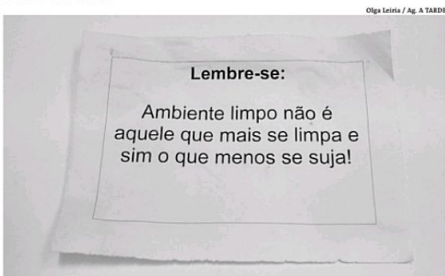 Olga Leiria / Ag. A TARDE
Lembre-se:
Ambiente limpo não é
aquele que mais se limpa e
sim o que menos se suja!